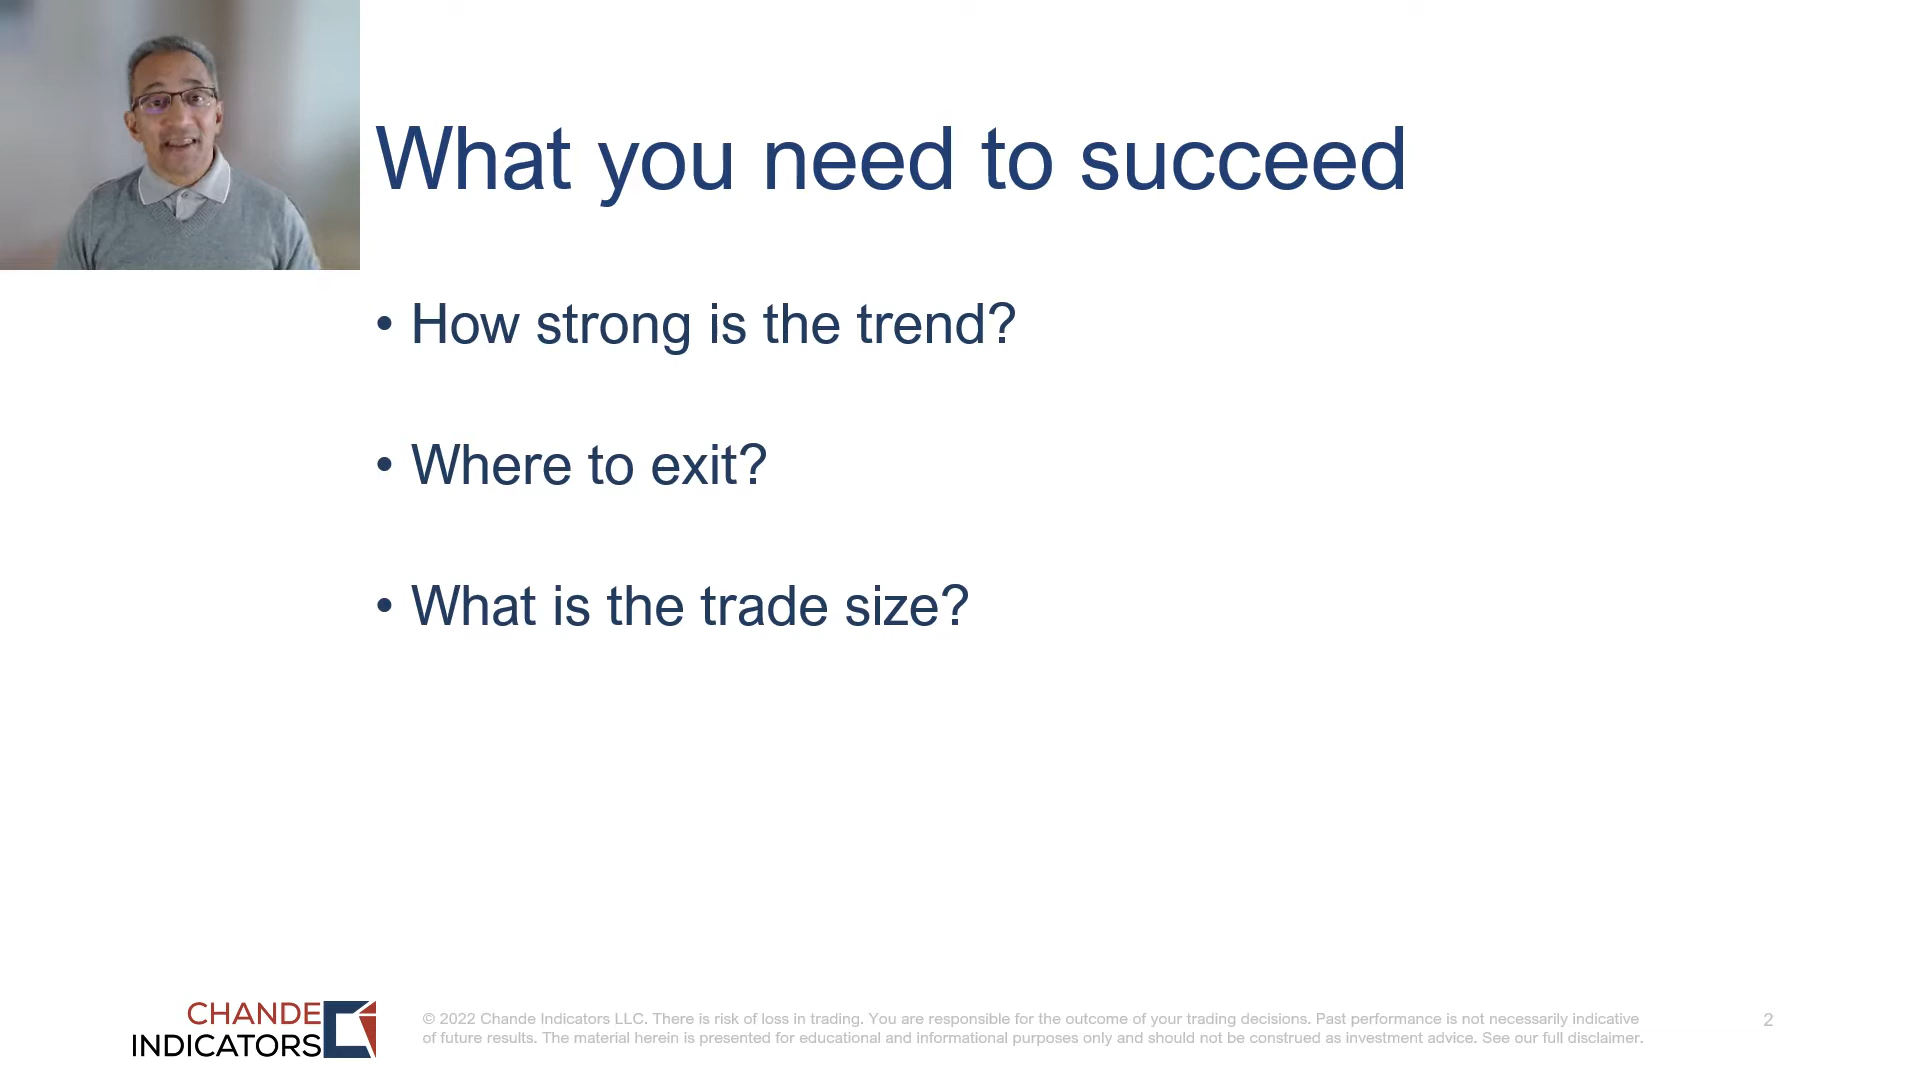 What you need to succeed
• How strong is the trend?
• Where to exit?
• What is the trade size?
CHANDE
INDICATORS
© 2022 Chande Indicators LLC. There is risk of loss in trading. You are responsible for the outcome of your trading decisions. Past performance is not necessarily indicative
of future results. The material herein is presented for educational and informational purposes only and should not be construed as investment advice. See our full disclaimer.
2